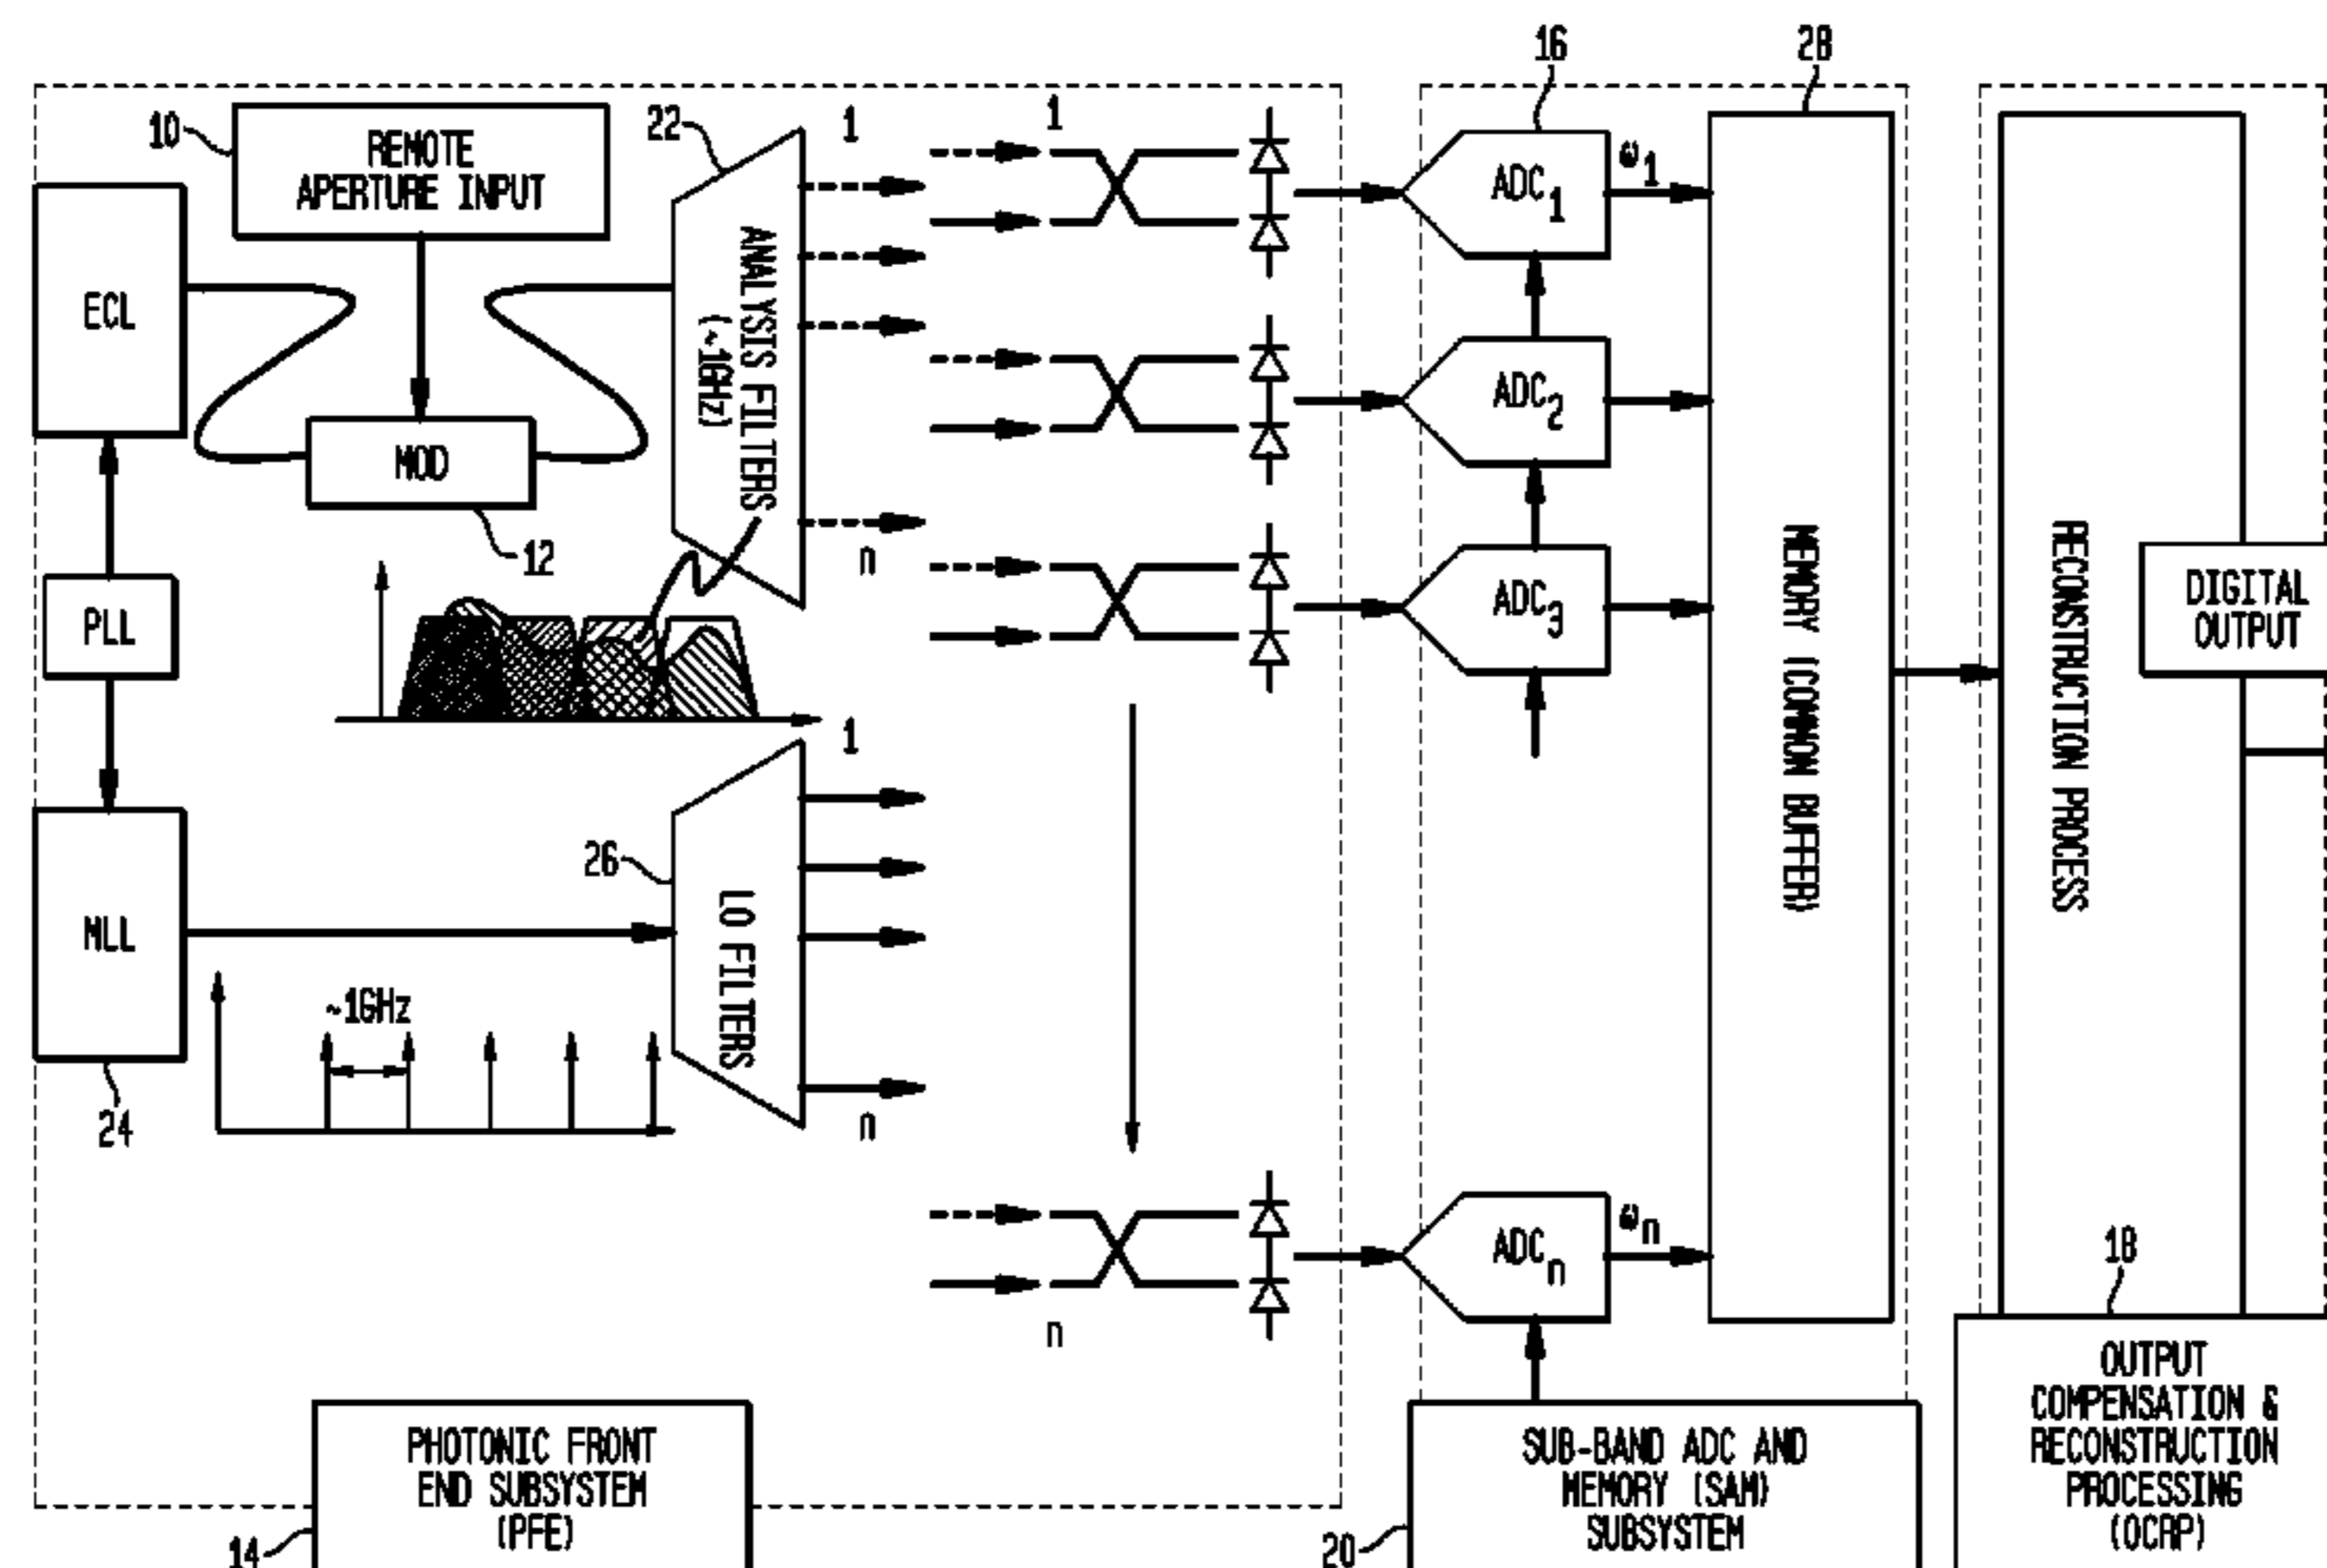 16
28
10
REMOTE
APERTURE INPUT
22
1
1
ECL
ANALYSIS FILTERS
(~1GHz)
ADC1
ω1
ADC2
MOD
12
n
PLL
ADC3
MEMORY (COMMON BUFFER)
RECONSTRUCTION PROCESS
DIGITAL
OUTPUT
1
26
MLL
LO FILTERS
~1GHz
24
n
ADCn
ωn
n
18
PHOTONIC FRONT
END SUBSYSTEM
(PFE)
14
SUB-BAND ADC AND
MEMORY (SAM)
SUBSYSTEM
20
OUTPUT
COMPENSATION &
RECONSTRUCTION
PROCESSING
(OCRP)